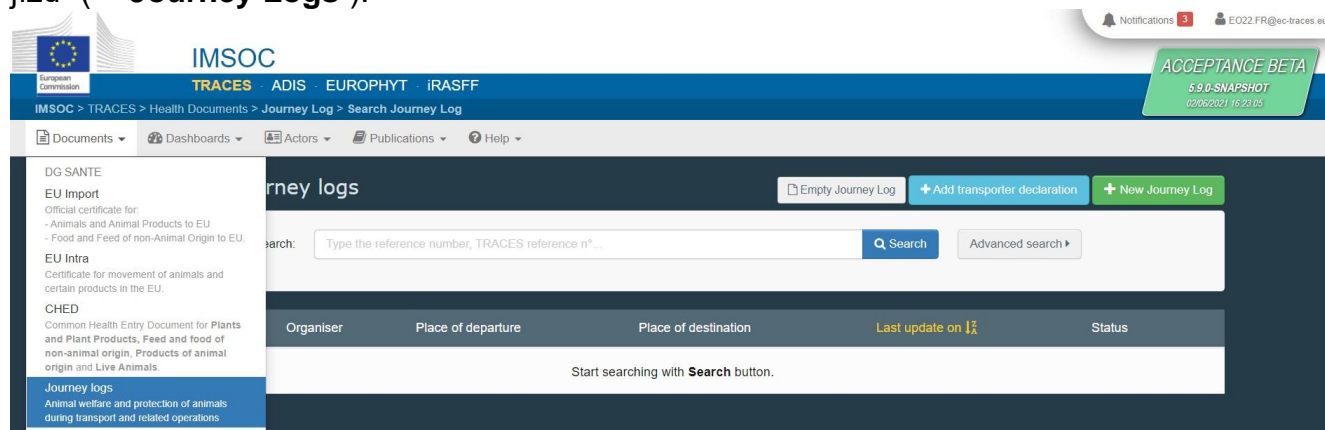 Journey Logs
Notifications 3 EO22.FR@ec-traces.eu
IMSOC
European
Commission
TRACES · ADIS · EUROPHYT · iRASFF
ACCEPTANCE BETA
5.9.0-SNAPSHOT
02/06/2021 16:23:05
IMSOC > TRACES > Health Documents > Journey Log > Search Journey Log
Documents Dashboards Actors Publications Help
DG SANTE
EU Import
Official certificate for:
- Animals and Animal Products to EU
- Food and Feed of non-Animal Origin to EU.
EU Intra
Certificate for movement of animals and
certain products in the EU.
CHED
Common Health Entry Document for Plants
and Plant Products, Feed and food of
non-animal origin, Products of animal
origin and Live Animals.
Journey logs
Animal welfare and protection of animals
during transport and related operations
rney logs
Empty Journey Log + Add transporter declaration + New Journey Log
earch: Type the reference number, TRACES reference n°... Search Advanced search
Organiser Place of departure Place of destination Last update on Status
Start searching with Search button.